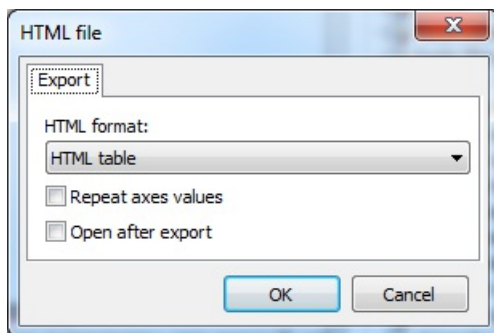 HTML file
Export
HTML format:
HTML table
Repeat axes values
Open after export
OK Cancel